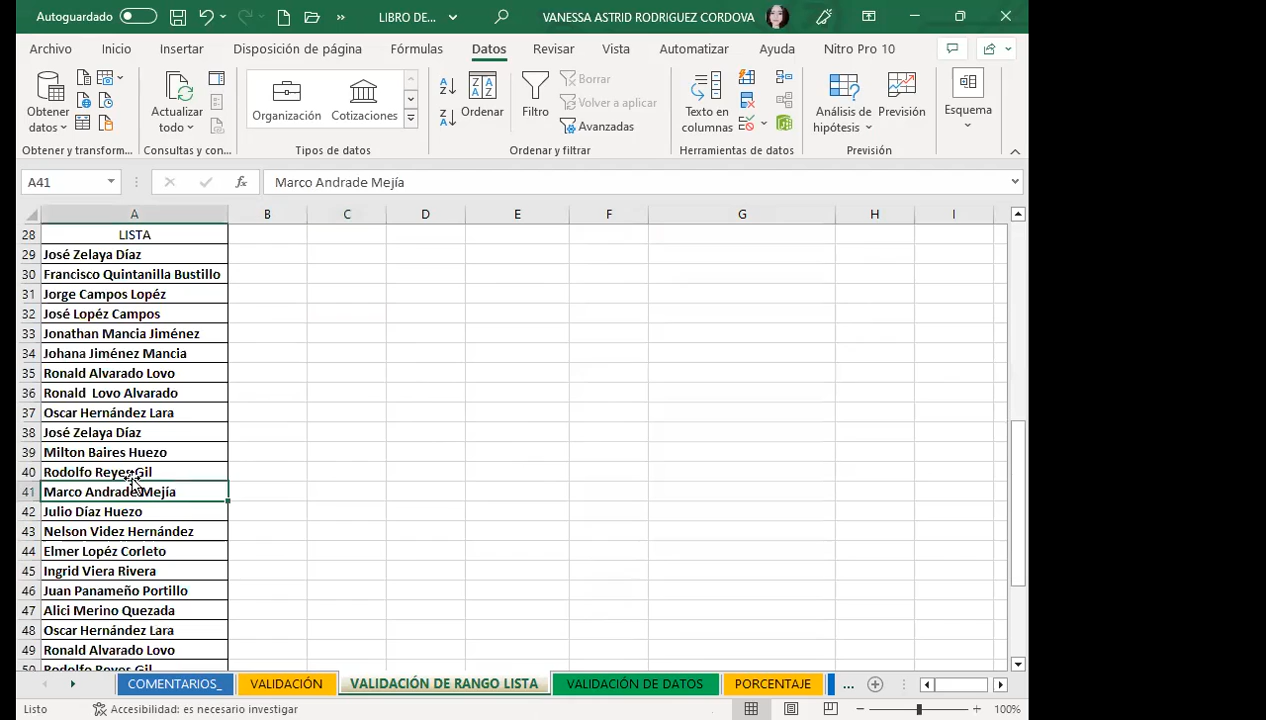 Autoguardado
LIBRO DE...
VANESSA ASTRID RODRIGUEZ CORDOVA
Archivo Inicio Insertar Disposición de página Fórmulas Datos Revisar Vista Automatizar Ayuda Nitro Pro 10
Obtener datos
Actualizar todo
Organización Cotizaciones
Ordenar
Filtro
Borrar
Volver a aplicar
Avanzadas
Texto en columnas
Análisis de hipótesis
Previsión
Esquema
Obtener y transform... Consultas y con... Tipos de datos Ordenar y filtrar Herramientas de datos Previsión
A41 fx Marco Andrade Mejía
A B C D E F G H I
28 LISTA
29 José Zelaya Díaz
30 Francisco Quintanilla Bustillo
31 Jorge Campos Lopéz
32 José Lopéz Campos
33 Jonathan Mancia Jiménez
34 Johana Jiménez Mancia
35 Ronald Alvarado Lovo
36 Ronald  Lovo Alvarado
37 Oscar Hernández Lara
38 José Zelaya Díaz
39 Milton Baires Huezo
40 Rodolfo Reyes Gil
41 Marco Andrade Mejía
42 Julio Díaz Huezo
43 Nelson Videz Hernández
44 Elmer Lopéz Corleto
45 Ingrid Viera Rivera
46 Juan Panameño Portillo
47 Alici Merino Quezada
48 Oscar Hernández Lara
49 Ronald Alvarado Lovo
50 Rodolfo Reyes Gil
COMENTARIOS_ VALIDACIÓN VALIDACIÓN DE RANGO LISTA VALIDACIÓN DE DATOS PORCENTAJE ...
Listo Accesibilidad: es necesario investigar 100%